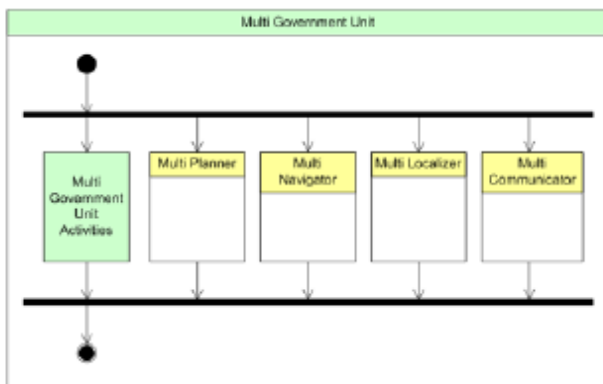 Multi Government Unit
Multi
Government
Unit
Activities
Multi Planner
Multi
Navigator
Multi Localizer
Multi
Communicator